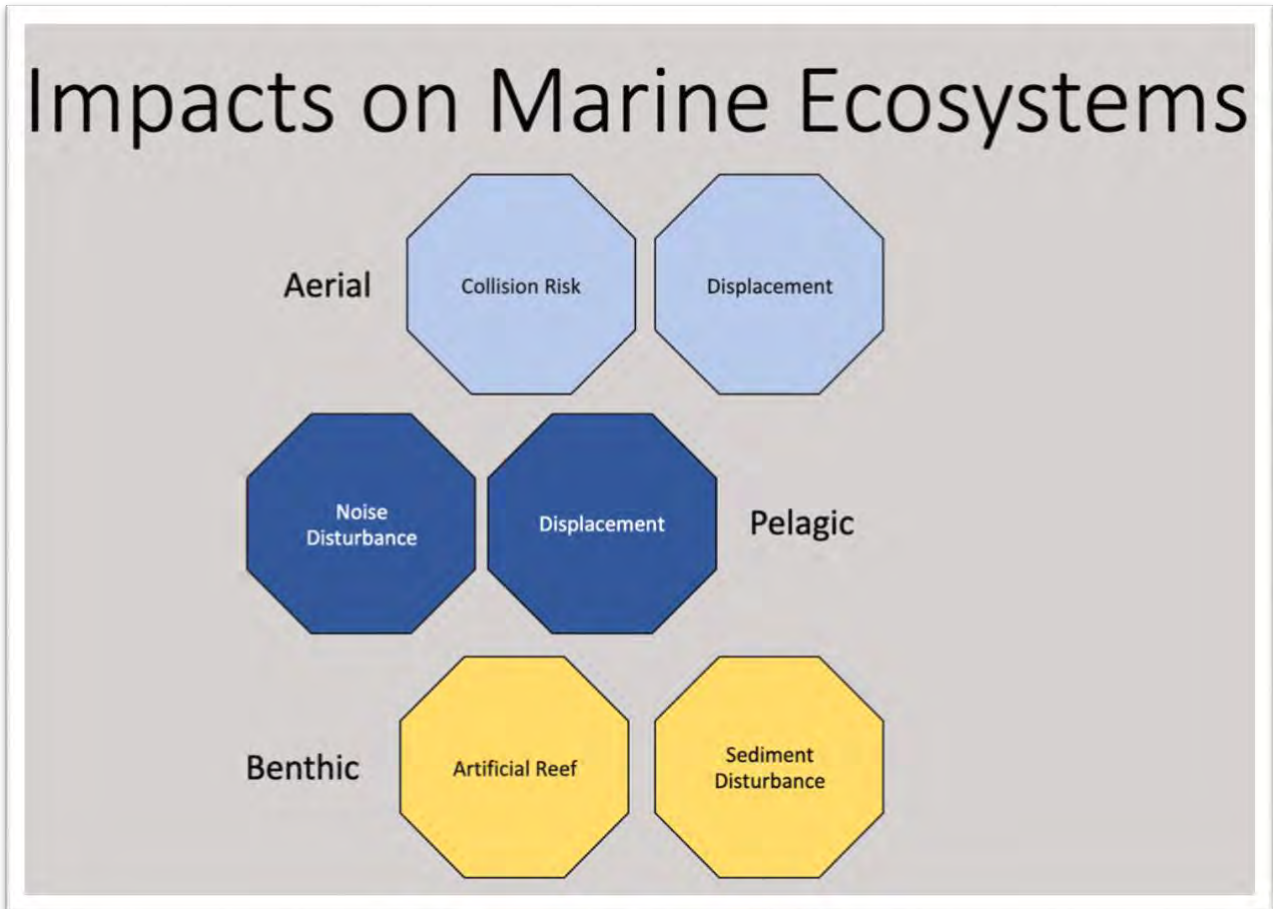 Impacts on Marine Ecosystems
Aerial
Collision Risk
Displacement
Noise
Disturbance
Displacement
Pelagic
Benthic
Artificial Reef
Sediment
Disturbance